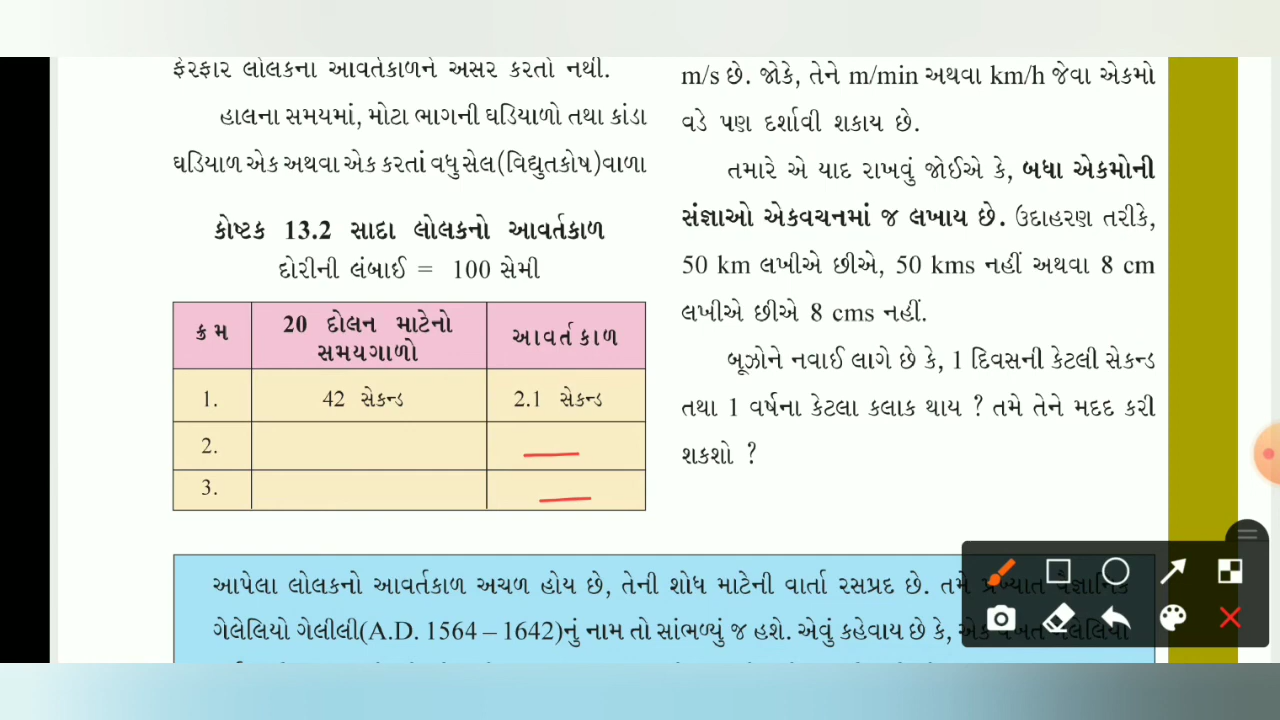 ફેરફાર લોલકના આવર્તકાળને અસર કરતો નથી.
હાલના સમયમાં, મોટા ભાગની ઘડિયાળો તથા કાંડા
ઘડિયાળ એક અથવા એક કરતાં વધુ સેલ(વિદ્યુતકોષ)વાળા
કોષ્ટક 13.2 સાદા લોલકનો આવર્તકાળ
દોરીની લંબાઈ = 100 સેમી
ક્રમ
20 દોલન માટેનો
સમયગાળો
આવર્તકાળ
1. 42 સેકન્ડ 2.1 સેકન્ડ
2.
3.
m/s છે. જોકે, તેને m/min અથવા km/h જેવા એકમો
વડે પણ દર્શાવી શકાય છે.
તમારે એ યાદ રાખવું જોઈએ કે, બધા એકમોની
સંજ્ઞાઓ એકવચનમાં જ લખાય છે. ઉદાહરણ તરીકે,
50 km લખીએ છીએ, 50 kms નહીં અથવા 8 cm
લખીએ છીએ 8 cms નહીં.
બૂઝોને નવાઈ લાગે છે કે, 1 દિવસની કેટલી સેકન્ડ
તથા 1 વર્ષના કેટલા કલાક થાય ? તમે તેને મદદ કરી
શકશો ?
આપેલા લોલકનો આવર્તકાળ અચળ હોય છે, તેની શોધ માટેની વાર્તા રસપ્રદ છે. તમે પ્રખ્યાત વૈજ્ઞાનિક
ગેલેલિયો ગેલીલી(A.D. 1564 – 1642)નું નામ તો સાંભળ્યું જ હશે. એવું કહેવાય છે કે, એક વખત ગેલેલિયો